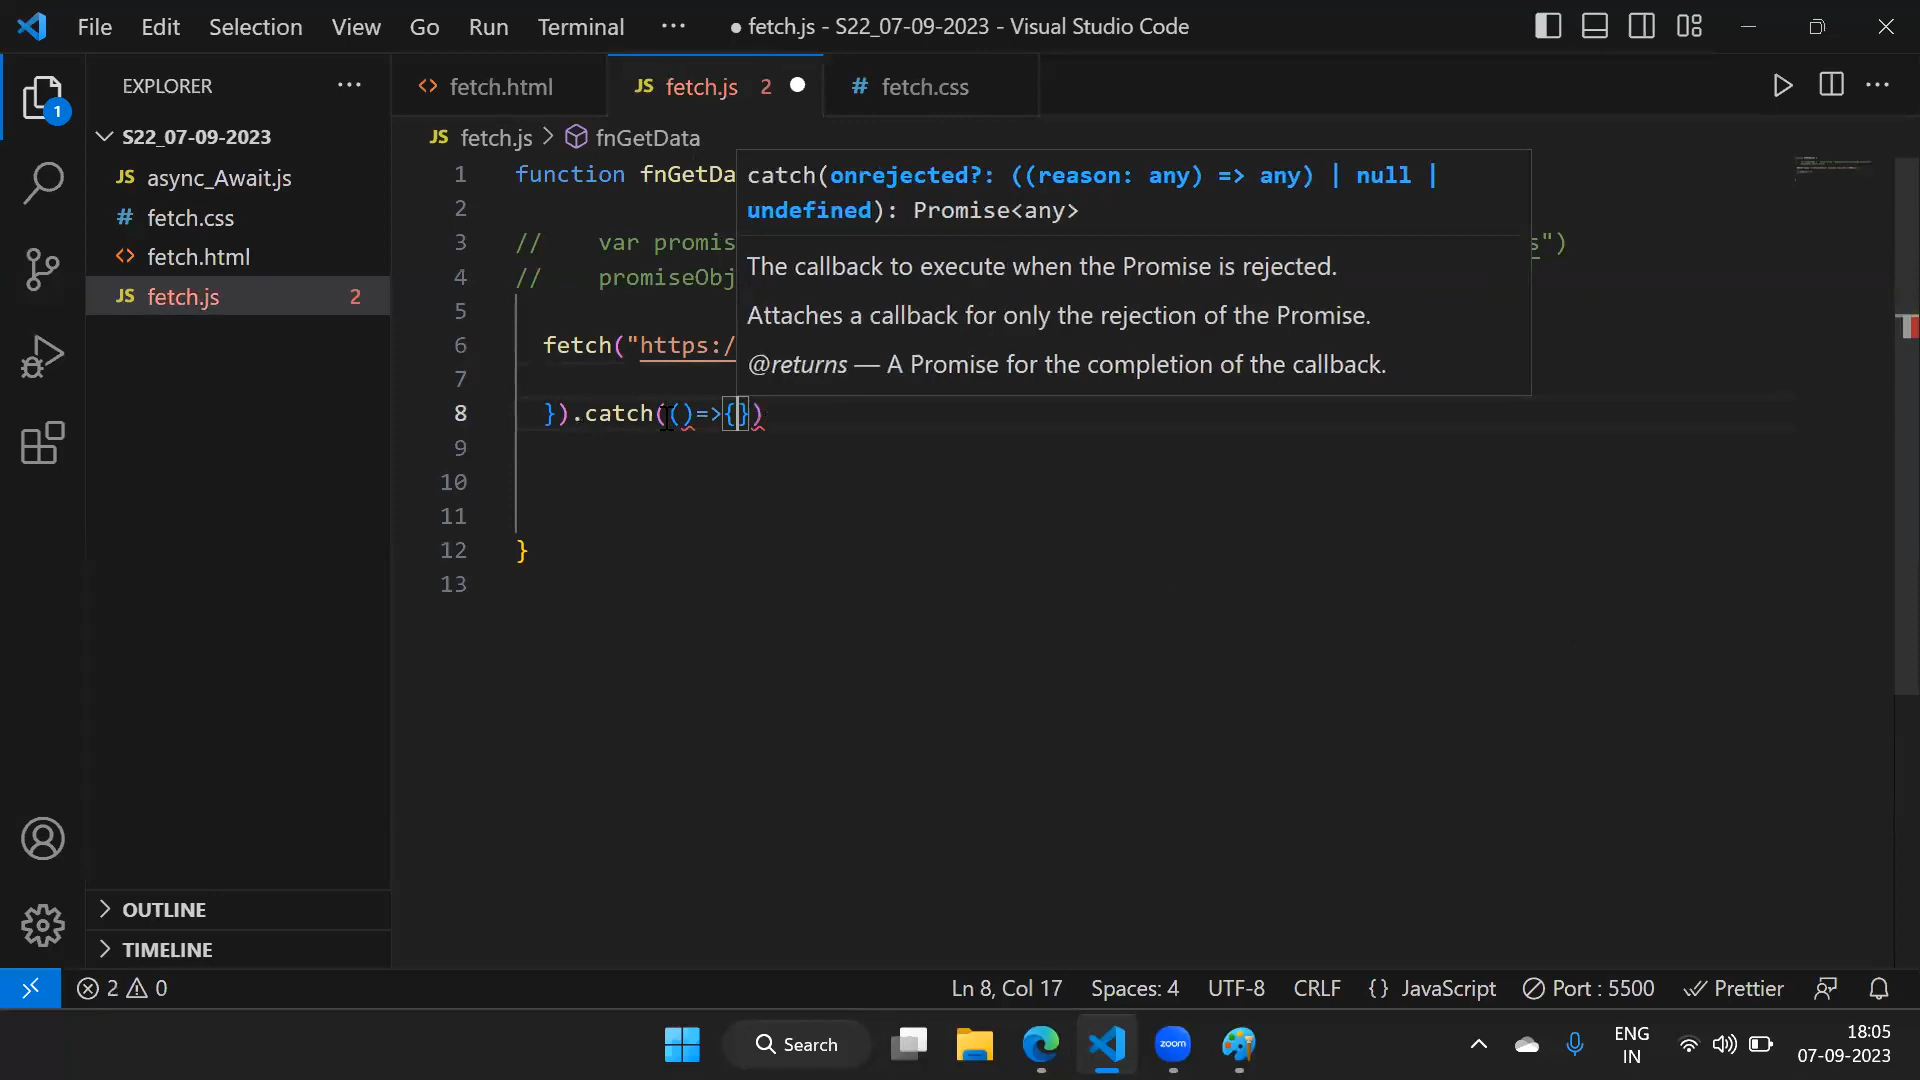 File Edit Selection View Go Run Terminal ··· ● fetch.js - S22_07-09-2023 - Visual Studio Code
EXPLORER ···
<> fetch.html JS fetch.js 2 # fetch.css ···
1
S22_07-09-2023
JS async_Await.js
# fetch.css
<> fetch.html
JS fetch.js 2
OUTLINE
TIMELINE
JS fetch.js > fnGetData
1 function fnGetDa
2
3 // var promis s")
4 // promiseObj
5
6 fetch("https:/
7
8 }).catch(()=>{})
9
10
11
12 }
13
catch(onrejected?: ((reason: any) => any) | null |
undefined): Promise<any>
The callback to execute when the Promise is rejected.
Attaches a callback for only the rejection of the Promise.
@returns — A Promise for the completion of the callback.
2 0 Ln 8, Col 17 Spaces: 4 UTF-8 CRLF {} JavaScript Port : 5500 Prettier
Search zoom ENG IN 18:05
07-09-2023